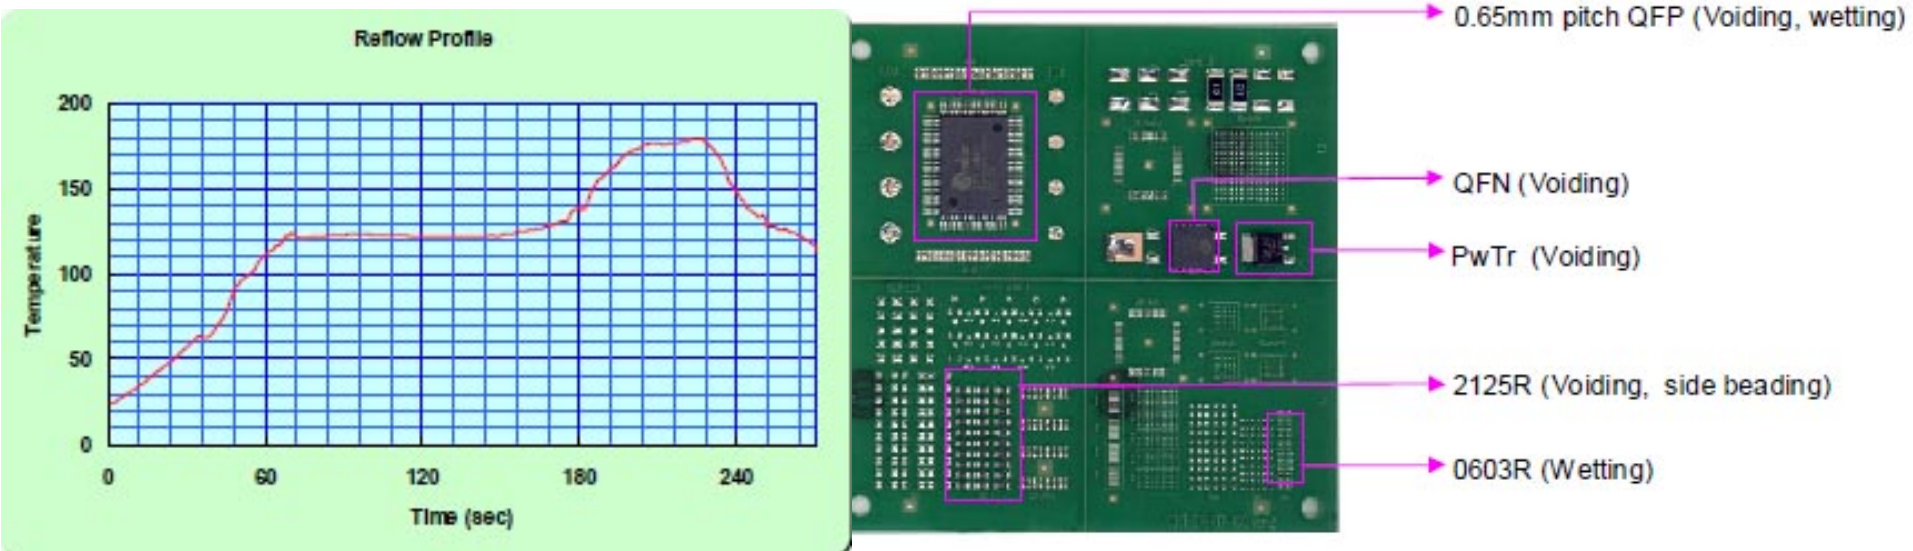 Reflow Profile
200
150
100
50
0
Temperature
0 60 120 180 240
Time (sec)
0.65mm pitch QFP (Voiding, wetting)
QFN (Voiding)
PwTr (Voiding)
2125R (Voiding, side beading)
0603R (Wetting)